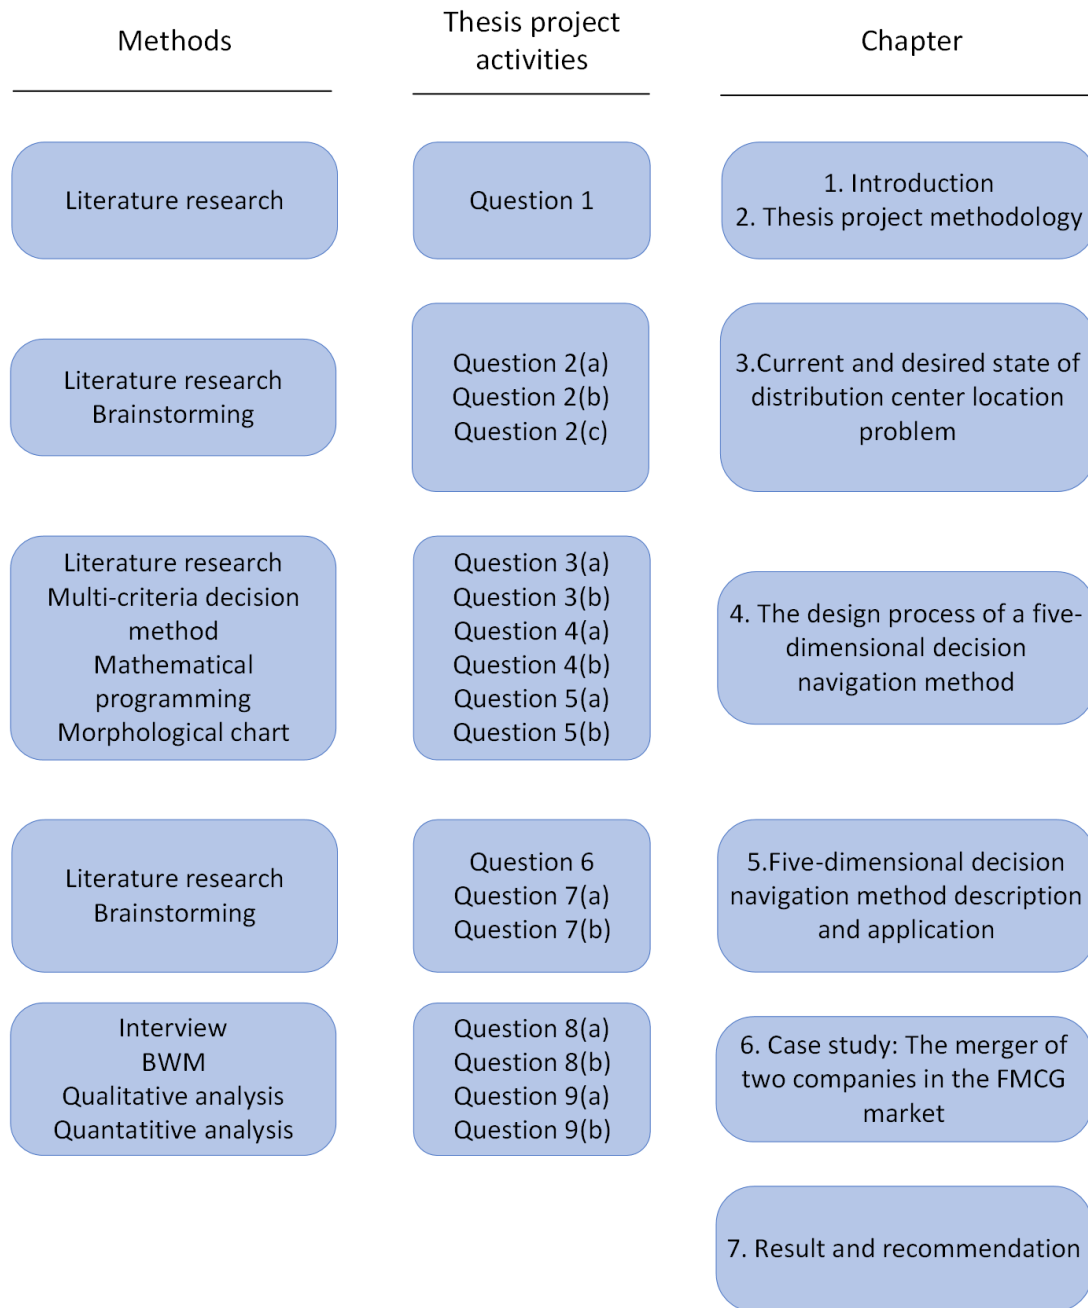 Methods
Thesis project
activities
Chapter
Literature research
Question 1
1. Introduction
2. Thesis project methodology
Literature research
Brainstorming
Question 2(a)
Question 2(b)
Question 2(c)
3.Current and desired state of
distribution center location
problem
Literature research
Multi-criteria decision
method
Mathematical
programming
Morphological chart
Question 3(a)
Question 3(b)
Question 4(a)
Question 4(b)
Question 5(a)
Question 5(b)
4. The design process of a five-
dimensional decision
navigation method
Literature research
Brainstorming
Question 6
Question 7(a)
Question 7(b)
5.Five-dimensional decision
navigation method description
and application
Interview
BWM
Qualitative analysis
Quantatitive analysis
Question 8(a)
Question 8(b)
Question 9(a)
Question 9(b)
6. Case study: The merger of
two companies in the FMCG
market
7. Result and recommendation